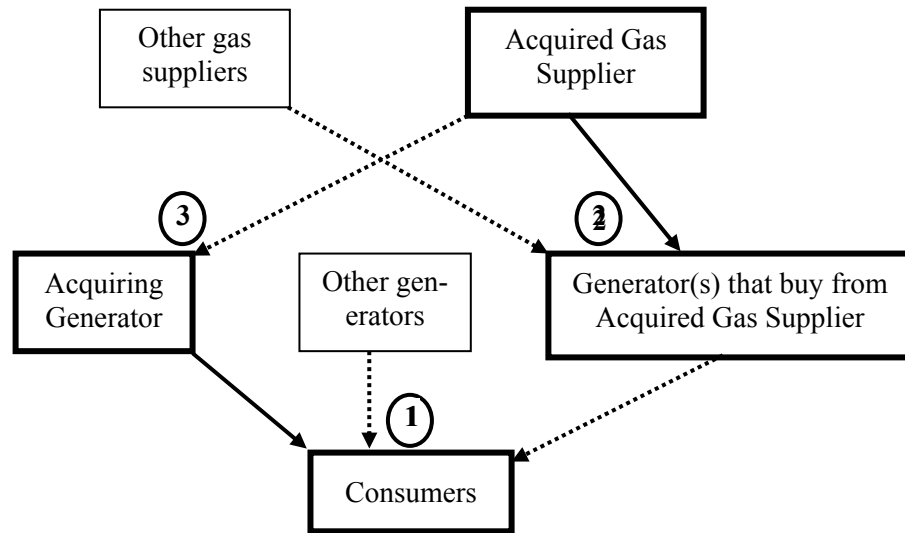 Other gas
suppliers
Acquired Gas
Supplier
3
2
Acquiring
Generator
Other gen-
erators
Generator(s) that buy from
Acquired Gas Supplier
1
Consumers